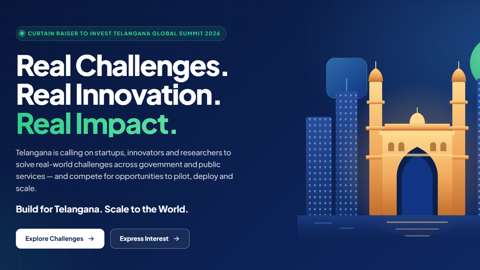 CURTAIN RAISER TO INVEST TELANGANA GLOBAL SUMMIT 2026
Real Challenges.
Real Innovation.
Real Impact.
Telangana is calling on startups, innovators and researchers to
solve real-world challenges across government and public
services — and compete for opportunities to pilot, deploy and
scale.
Build for Telangana. Scale to the World.
Explore Challenges →
Express Interest →